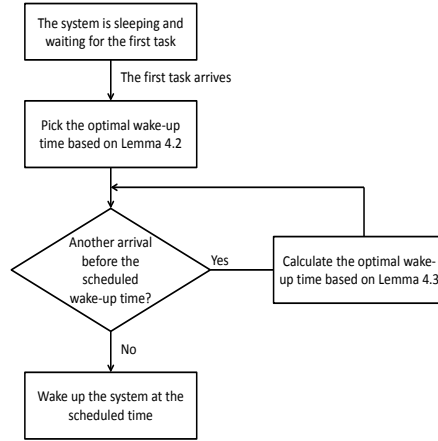 The system is sleeping and
waiting for the first task
The first task arrives
Pick the optimal wake-up
time based on Lemma 4.2
Another arrival
before the
scheduled
wake-up time?
Yes
Calculate the optimal wake-
up time based on Lemma 4.3
No
Wake up the system at the
scheduled time